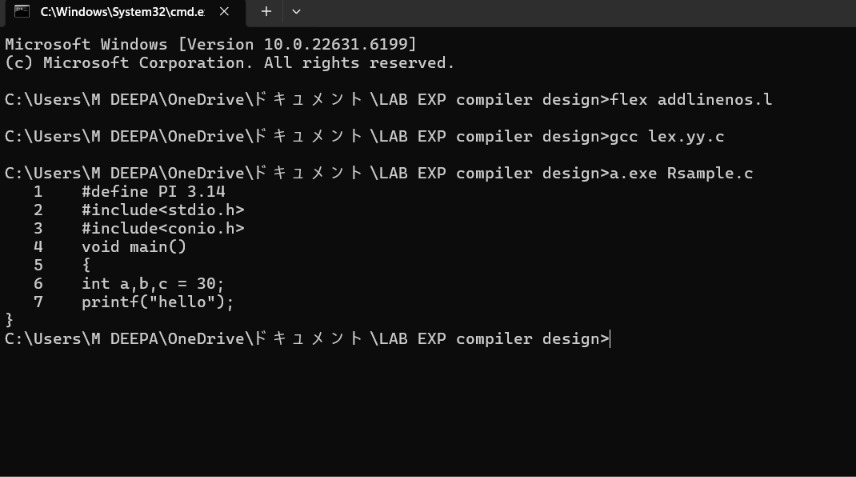 C:\Windows\System32\cmd.e
Microsoft Windows [Version 10.0.22631.6199]
(c) Microsoft Corporation. All rights reserved.
C:\Users\M DEEPA\OneDrive\ドキュメント\LAB EXP compiler design>flex addlinenos.l
C:\Users\M DEEPA\OneDrive\ドキュメント\LAB EXP compiler design>gcc lex.yy.c
C:\Users\M DEEPA\OneDrive\ドキュメント\LAB EXP compiler design>a.exe Rsample.c
1 #define PI 3.14
2 #include<stdio.h>
3 #include<conio.h>
4 void main()
5 {
6 int a,b,c = 30;
7 printf("hello");
}
C:\Users\M DEEPA\OneDrive\ドキュメント\LAB EXP compiler design>